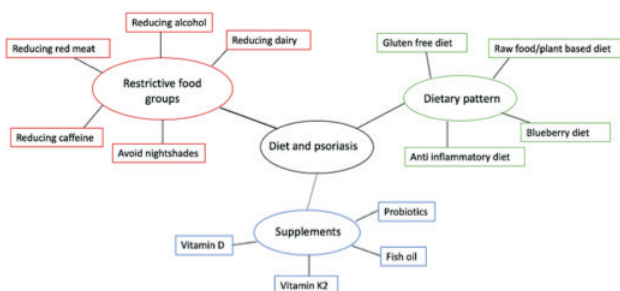 Reducing alcohol
Reducing red meat
Reducing dairy
Restrictive food
groups
Reducing caffeine
Avoid nightshades
Gluten free diet
Raw food/plant based diet
Dietary pattern
Blueberry diet
Anti inflammatory diet
Diet and psoriasis
Probiotics
Supplements
Vitamin D
Fish oil
Vitamin K2